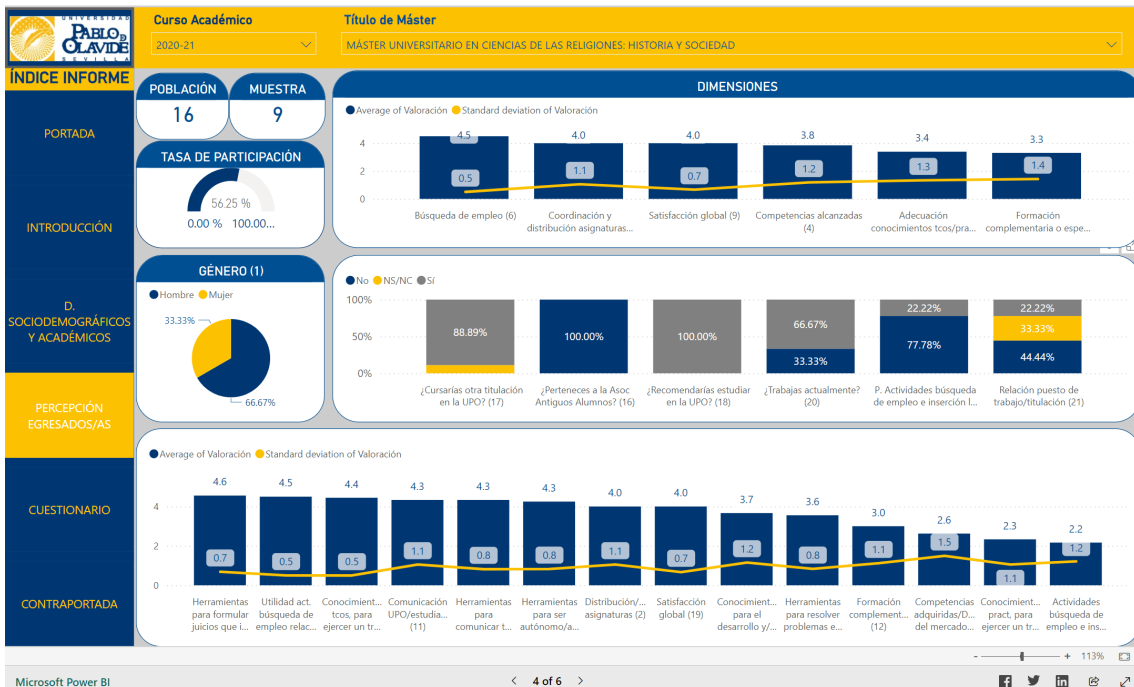 UNIVERSIDAD
PABLO DE
OLAVIDE
SEVILLA
Curso Académico
2020-21
Título de Máster
MÁSTER UNIVERSITARIO EN CIENCIAS DE LAS RELIGIONES: HISTORIA Y SOCIEDAD
ÍNDICE INFORME
PORTADA
INTRODUCCIÓN
D.
SOCIODEMOGRÁFICOS
Y ACADÉMICOS
PERCEPCIÓN
EGRESADOS/AS
CUESTIONARIO
CONTRAPORTADA
POBLACIÓN
16
MUESTRA
9
TASA DE PARTICIPACIÓN
56.25 %
0.00 % 100.00...
DIMENSIONES
Average of Valoración Standard deviation of Valoración
4
2
0
4.5 4.0 4.0 3.8 3.4 3.3
0.5 1.1 0.7 1.2 1.3 1.4
Búsqueda de empleo (6)
Coordinación y
distribución asignaturas...
Satisfacción global (9)
Competencias alcanzadas
(4)
Adecuación
conocimientos tcos/pra...
Formación
complementaria o espe...
GÉNERO (1)
Hombre Mujer
33.33%
66.67%
No NS/NC Sí
100%
50%
0%
88.89%
100.00%
100.00%
66.67%
33.33%
22.22%
77.78%
22.22%
33.33%
44.44%
¿Cursarías otra titulación
en la UPO? (17)
¿Perteneces a la Asoc
Antiguos Alumnos? (16)
¿Recomendarías estudiar
en la UPO? (18)
¿Trabajas actualmente?
(20)
P. Actividades búsqueda
de empleo e inserción l...
Relación puesto de
trabajo/titulación (21)
Average of Valoración Standard deviation of Valoración
4
2
0
4.6 4.5 4.4 4.3 4.3 4.3 4.0 4.0 3.7 3.6 3.0 2.6 2.3 2.2
0.7 0.5 0.5 1.1 0.8 0.8 1.1 0.7 1.2 0.8 1.1 1.5 1.1 1.2
Herramientas
para formular
juicios que i...
Utilidad act.
búsqueda de
empleo relac...
Conocimient...
tcos, para
ejercer un tr...
Comunicación
UPO/estudia...
(11)
Herramientas
para
comunicar t...
Herramientas
para ser
autónomo/a...
Distribución/...
asignaturas (2)
Satisfacción
global (19)
Conocimient...
para el
desarrollo y/...
Herramientas
para resolver
problemas e...
Formación
complement...
(12)
Competencias
adquiridas/D...
del mercado...
Conocimient...
pract, para
ejercer un tr...
Actividades
búsqueda de
empleo e ins...
- + 113%
Microsoft Power BI
< 4 of 6 >